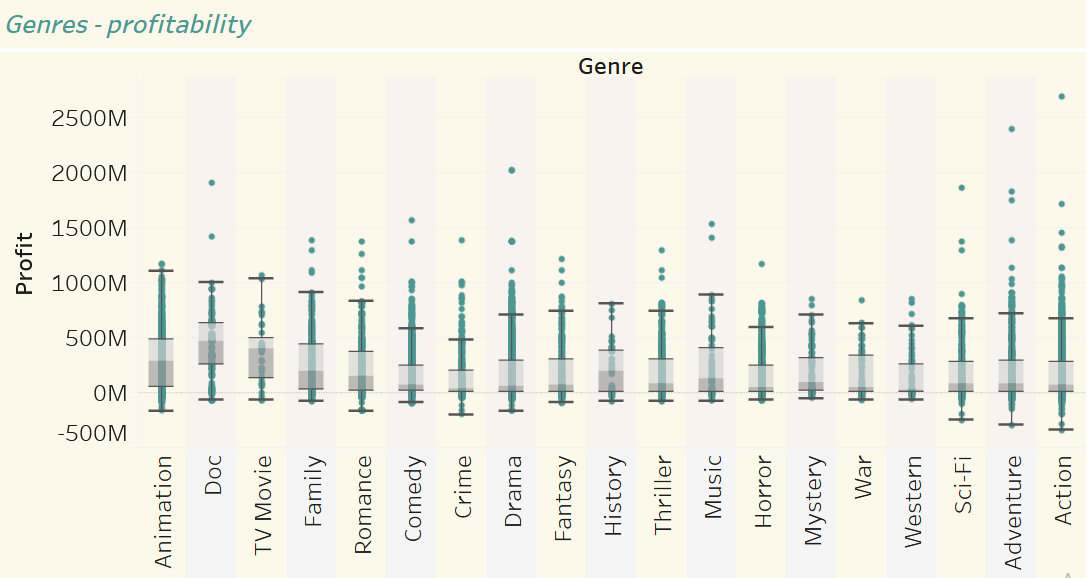 Genres - profitability
Genre
Profit
2500M
2000M
1500M
1000M
500M
0M
-500M
Animation
Doc
TV Movie
Family
Romance
Comedy
Crime
Drama
Fantasy
History
Thriller
Music
Horror
Mystery
War
Western
Sci-Fi
Adventure
Action